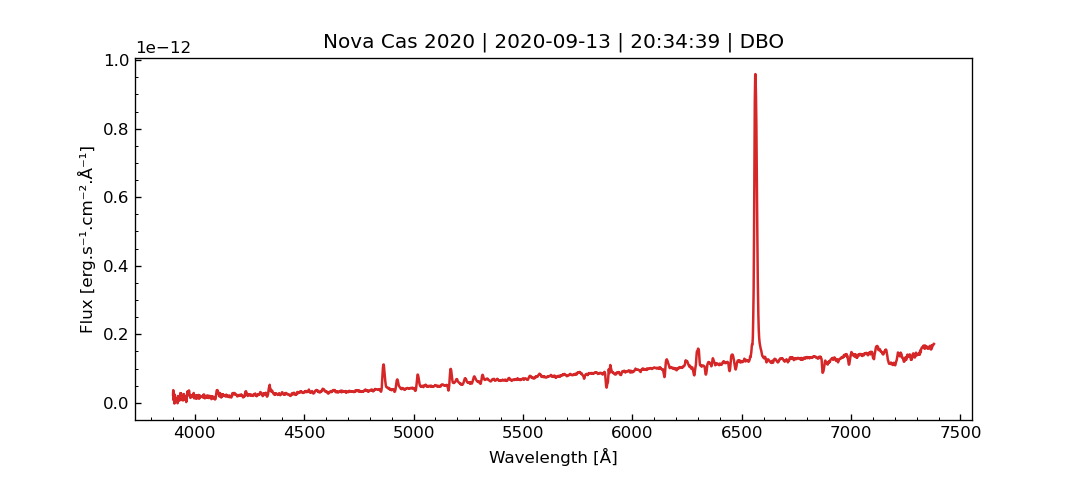 Nova Cas 2020 | 2020-09-13 | 20:34:39 | DBO
1e−12
1.0
0.8
0.6
0.4
0.2
0.0
Flux [erg.s⁻¹.cm⁻².Å⁻¹]
4000 4500 5000 5500 6000 6500 7000 7500
Wavelength [Å]